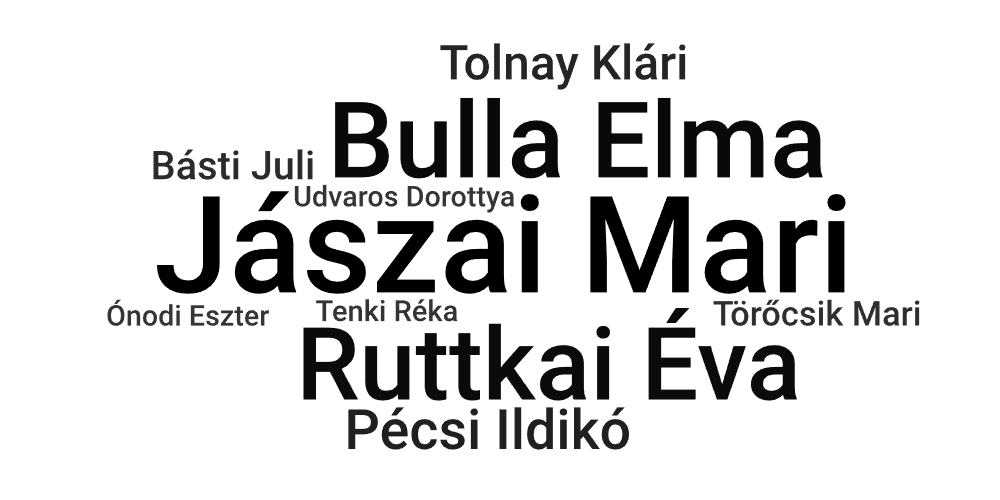 Tolnay Klári
Bulla Elma
Básti Juli
Udvaros Dorottya
Jászai Mari
Ónodi Eszter
Tenki Réka
Törőcsik Mari
Ruttkai Éva
Pécsi Ildikó